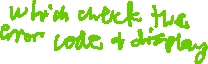 which check the
error code & display